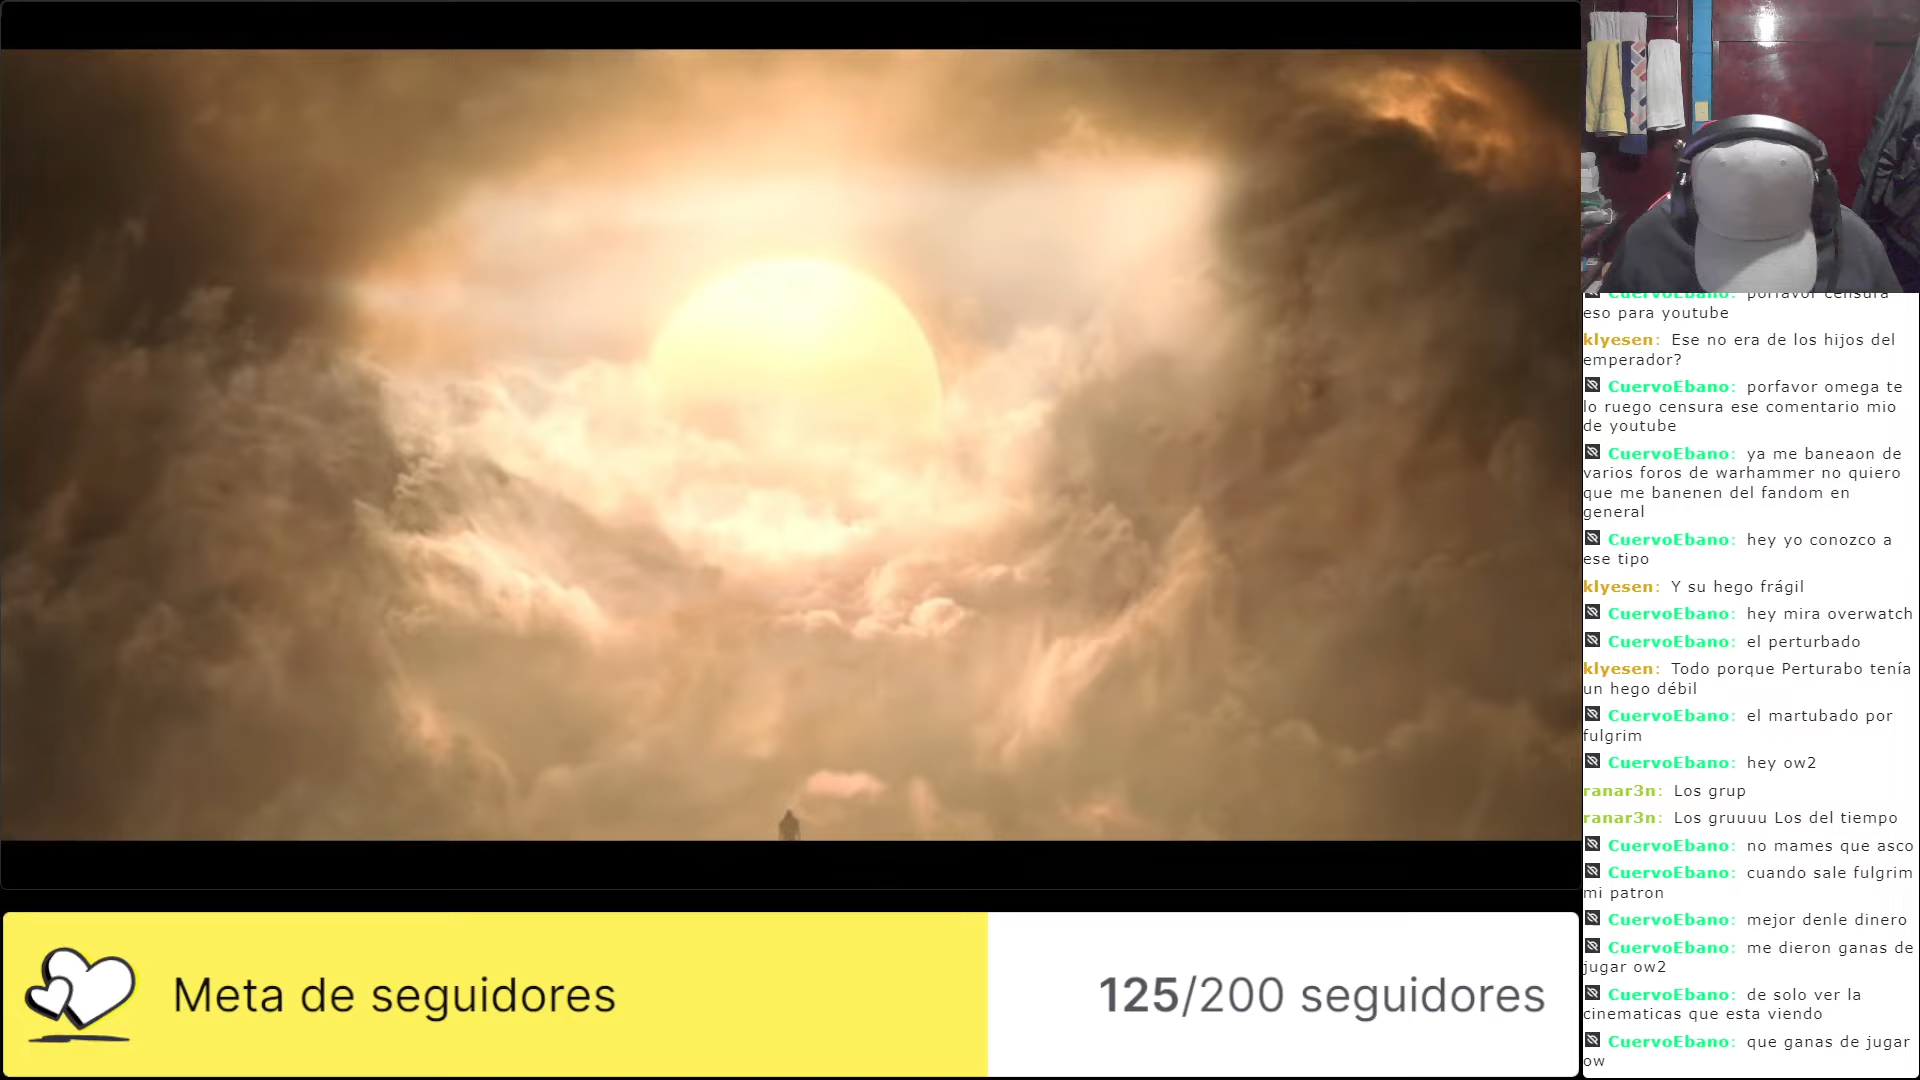 CuervoEbano: porfavor censura
eso para youtube
klyesen: Ese no era de los hijos del
emperador?
CuervoEbano: porfavor omega te
lo ruego censura ese comentario mio
de youtube
CuervoEbano: ya me baneaon de
varios foros de warhammer no quiero
que me banenen del fandom en
general
CuervoEbano: hey yo conozco a
ese tipo
klyesen: Y su hego frágil
CuervoEbano: hey mira overwatch
CuervoEbano: el perturbado
klyesen: Todo porque Perturabo tenía
un hego débil
CuervoEbano: el martubado por
fulgrim
CuervoEbano: hey ow2
ranar3n: Los grup
ranar3n: Los gruuuu Los del tiempo
CuervoEbano: no mames que asco
CuervoEbano: cuando sale fulgrim
mi patron
CuervoEbano: mejor denle dinero
CuervoEbano: me dieron ganas de
jugar ow2
CuervoEbano: de solo ver la
cinematicas que esta viendo
CuervoEbano: que ganas de jugar
ow
Meta de seguidores
125/200 seguidores